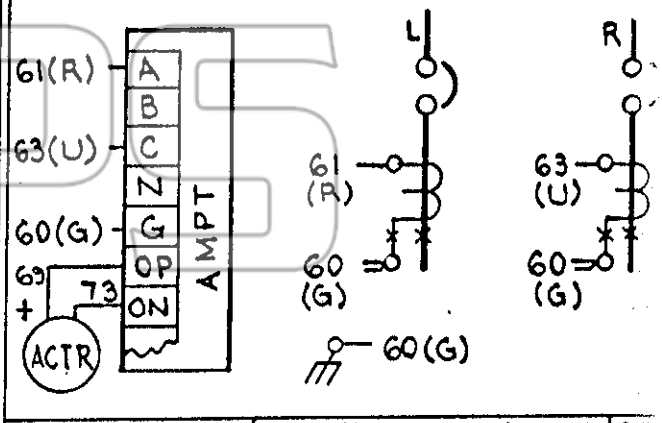 61(R)
A
B
63(U)
C
N
60(G)
G
69
OP
73
ON
+
ACTR
AMPT
L
R
61
(R)
63
(U)
60
(G)
60
(G)
60(G)